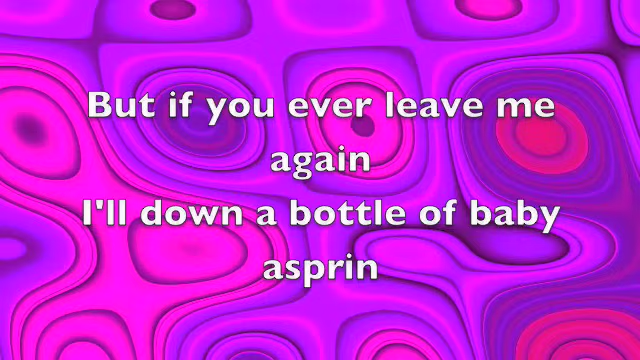 But if you ever leave me
again
I'll down a bottle of baby
asprin